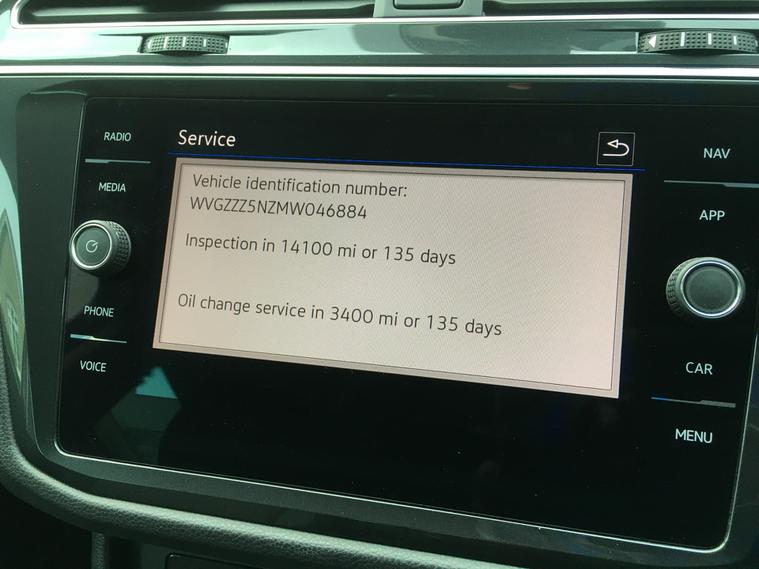 RADIO
MEDIA
PHONE
VOICE
Service
Vehicle identification number:
WVGZZZ5NZMW046884
Inspection in 14100 mi or 135 days
Oil change service in 3400 mi or 135 days
NAV
APP
CAR
MENU